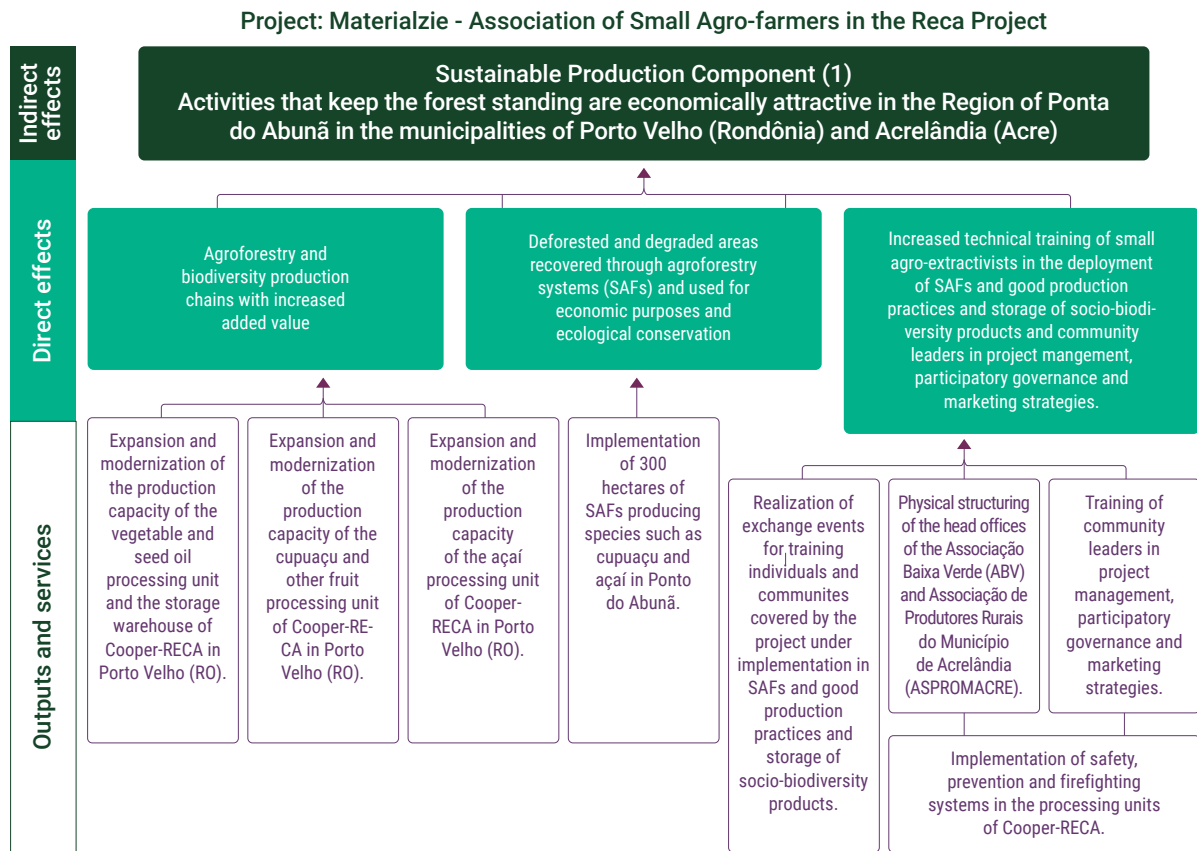 Project: Materialzie - Association of Small Agro-farmers in the Reca Project
Indirect
effects
Sustainable Production Component (1)
Activities that keep the forest standing are economically attractive in the Region of Ponta
do Abunã in the municipalities of Porto Velho (Rondônia) and Acrelândia (Acre)
Direct effects
Agroforestry and
biodiversity production
chains with increased
added value
Deforested and degraded areas
recovered through agroforestry
systems (SAFs) and used for
economic purposes and
ecological conservation
Increased technical training of small
agro-extractivists in the deployment
of SAFs and good production
practices and storage of socio-biodi-
versity products and community
leaders in project mangement,
participatory governance and
marketing strategies.
Outputs and services
Expansion and
modernization of
the production
capacity of the
vegetable and
seed oil
processing unit
and the storage
warehouse of
Cooper-RECA in
Porto Velho (RO).
Expansion and
modernization
of the
production
capacity of the
cupuaçu and
other fruit
processing unit
of Cooper-RE-
CA in Porto
Velho (RO).
Expansion and
modernization
of the
production
capacity
of the açaí
processing unit
of Cooper-
RECA in Porto
Velho (RO).
Implementation
of 300
hectares of
SAFs producing
species such as
cupuaçu and
açaí in Ponto
do Abunã.
Realization of
exchange events
for training
individuals and
communites
covered by the
project under
implementation in
SAFs and good
production
practices and
storage of
socio-biodiversity
products.
Physical structuring
of the head offices
of the Associação
Baixa Verde (ABV)
and Associação de
Produtores Rurais
do Município
de Acrelândia
(ASPROMACRE).
Training of
community
leaders in
project
management,
participatory
governance and
marketing
strategies.
Implementation of safety,
prevention and firefighting
systems in the processing units
of Cooper-RECA.